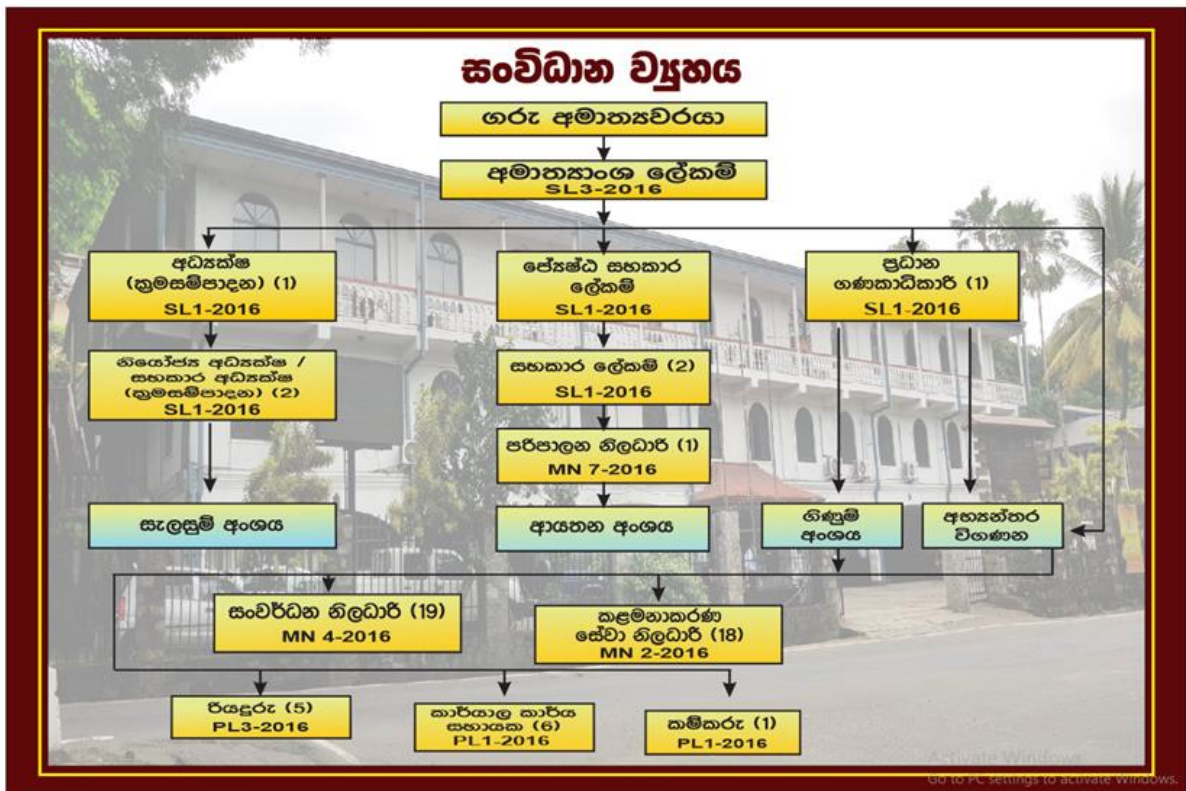 සංවිධාන ව්‍යුහය
ගරු අමාත්‍යවරයා
අමාත්‍යාංශ ලේකම්
SL3-2016
අධ්‍යක්ෂ
(ක්‍රමසම්පාදන) (1)
SL1-2016
ජ්‍යේෂ්ඨ සහකාර
ලේකම්
SL1-2016
ප්‍රධාන
ගණකාධිකාරී (1)
SL1-2016
නියෝජ්‍ය අධ්‍යක්ෂ /
සහකාර අධ්‍යක්ෂ
(ක්‍රමසම්පාදන) (2)
SL1-2016
සහකාර ලේකම් (2)
SL1-2016
පරිපාලන නිලධාරී (1)
MN 7-2016
සැලසුම් අංශය
ආයතන අංශය
ගිණුම්
අංශය
අභ්‍යන්තර
විගණන
සංවර්ධන නිලධාරී (19)
MN 4-2016
කළමනාකරණ
සේවා නිලධාරී (18)
MN 2-2016
රියදුරු (5)
PL3-2016
කාර්යාල කාර්ය
සහායක (6)
PL1-2016
කම්කරු (1)
PL1-2016
Activate Windows
Go to PC settings to activate Windows.